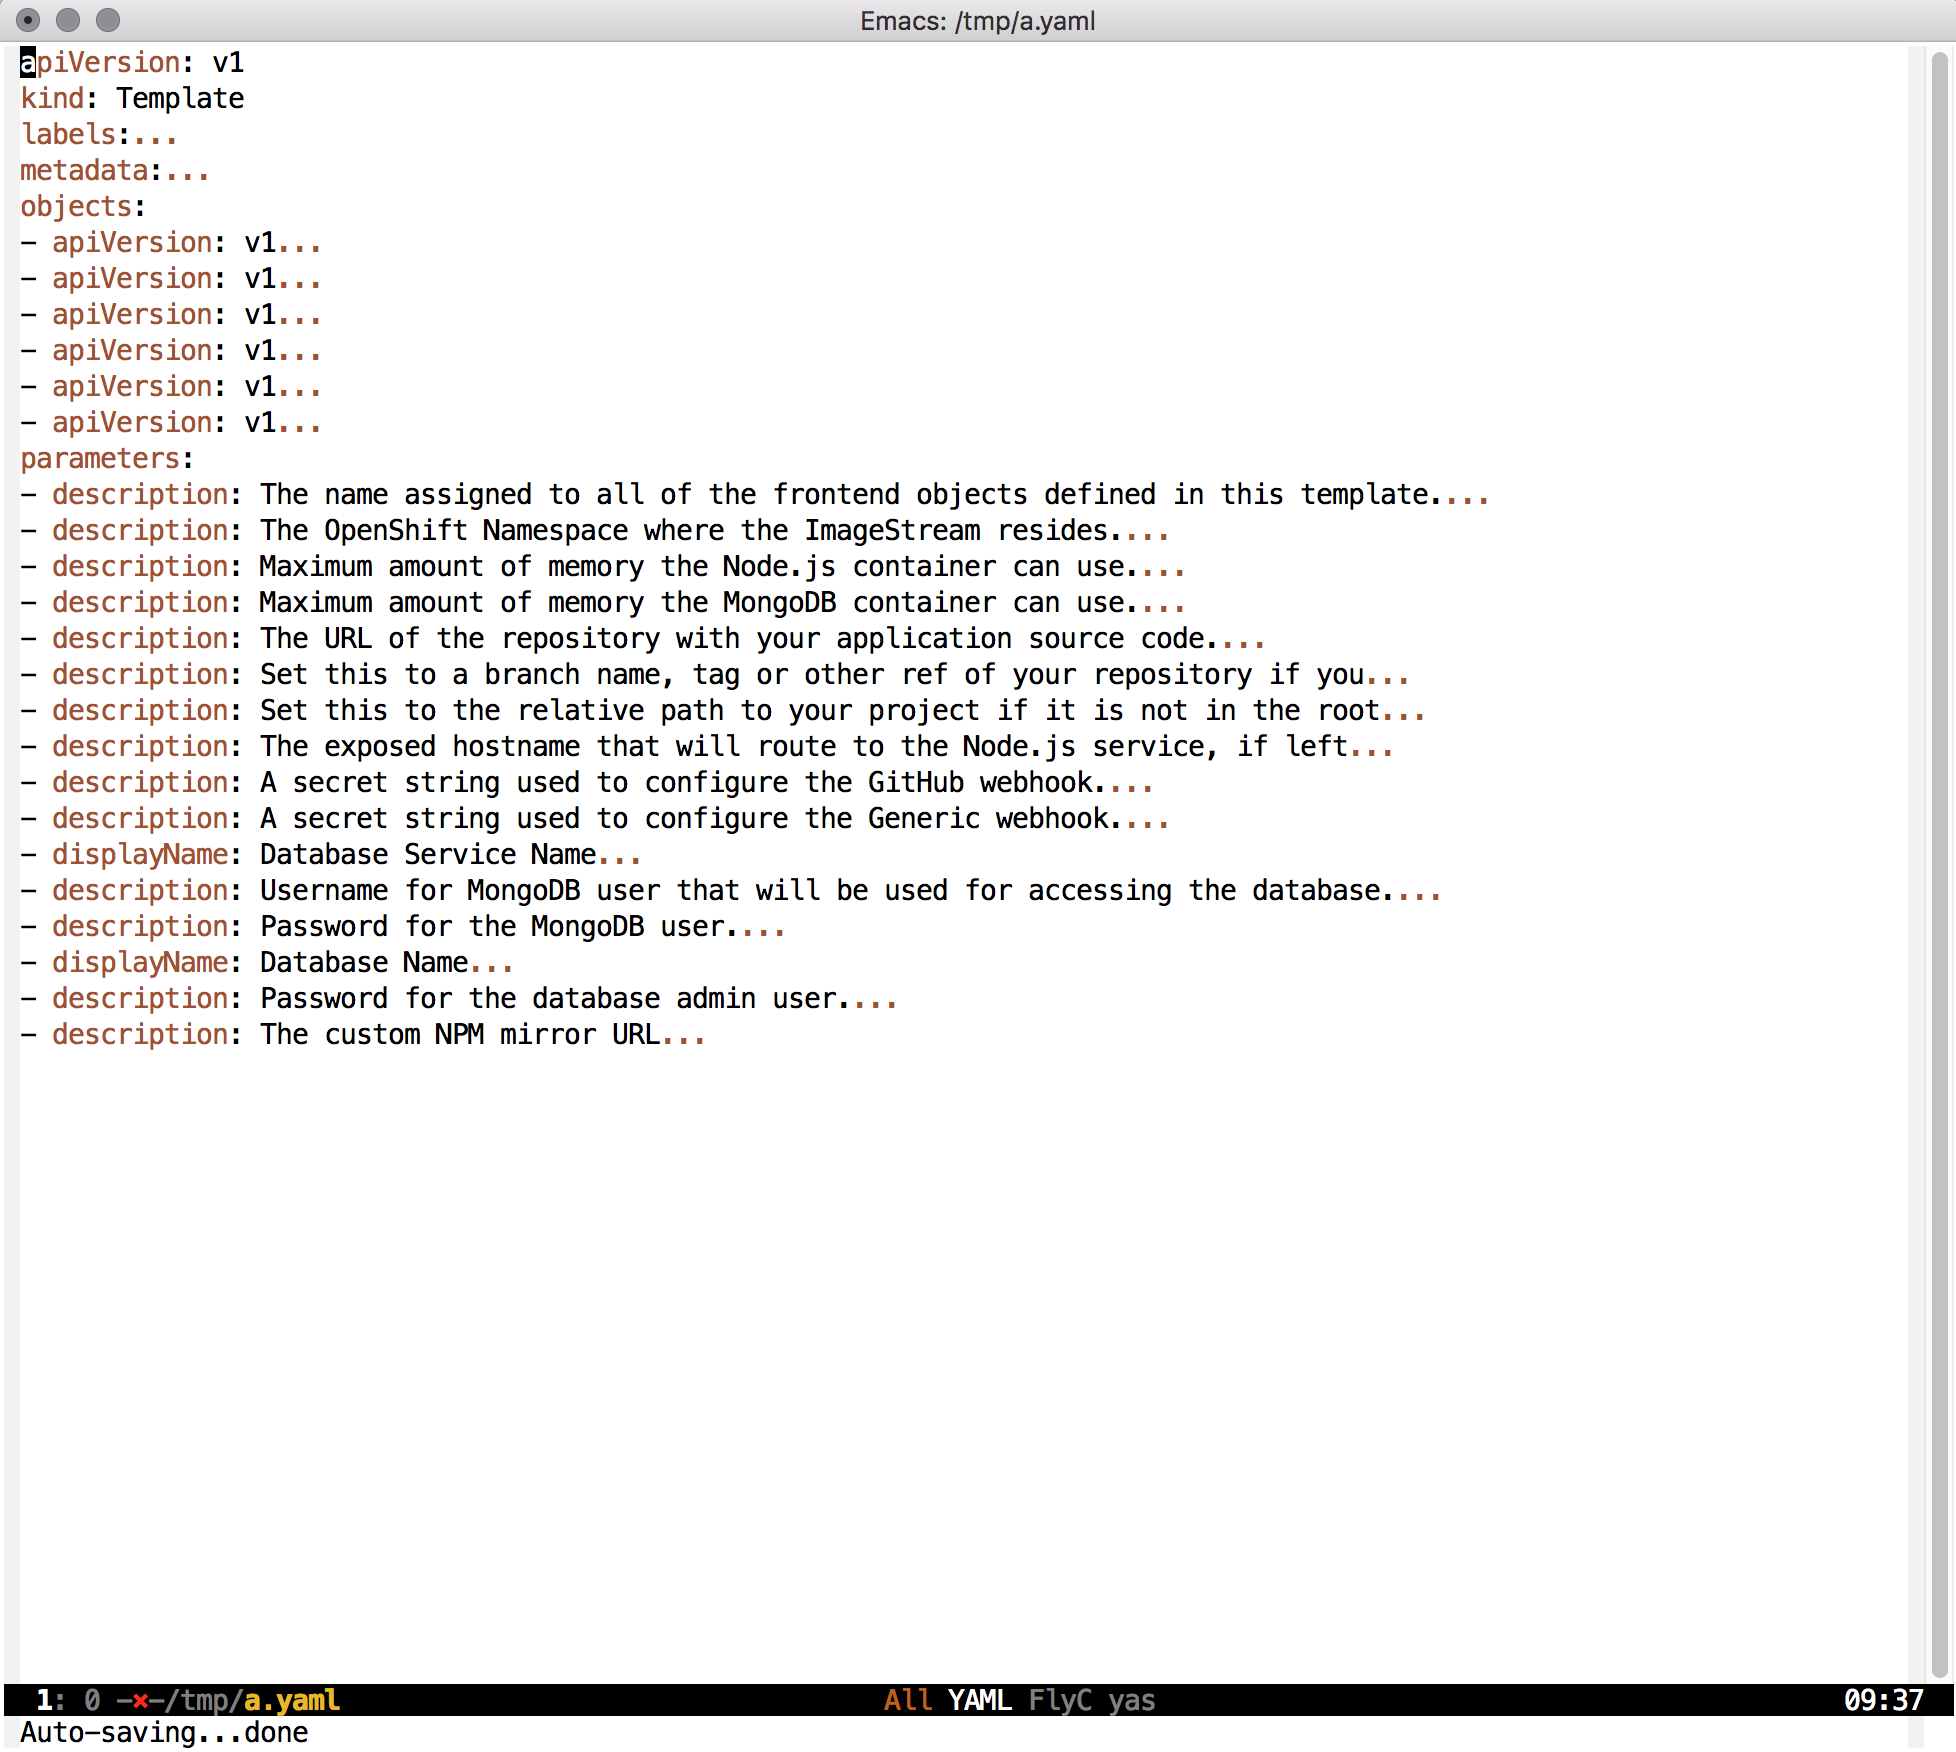 Emacs: /tmp/a.yaml
apiVersion: v1
kind: Template
labels:...
metadata:...
objects:
- apiVersion: v1...
- apiVersion: v1...
- apiVersion: v1...
- apiVersion: v1...
- apiVersion: v1...
- apiVersion: v1...
parameters:
- description: The name assigned to all of the frontend objects defined in this template....
- description: The OpenShift Namespace where the ImageStream resides....
- description: Maximum amount of memory the Node.js container can use....
- description: Maximum amount of memory the MongoDB container can use....
- description: The URL of the repository with your application source code....
- description: Set this to a branch name, tag or other ref of your repository if you...
- description: Set this to the relative path to your project if it is not in the root...
- description: The exposed hostname that will route to the Node.js service, if left...
- description: A secret string used to configure the GitHub webhook....
- description: A secret string used to configure the Generic webhook....
- displayName: Database Service Name...
- description: Username for MongoDB user that will be used for accessing the database....
- description: Password for the MongoDB user....
- displayName: Database Name...
- description: Password for the database admin user....
- description: The custom NPM mirror URL...
1: 0 -✖-/tmp/a.yaml All YAML FlyC yas 09:37
Auto-saving...done